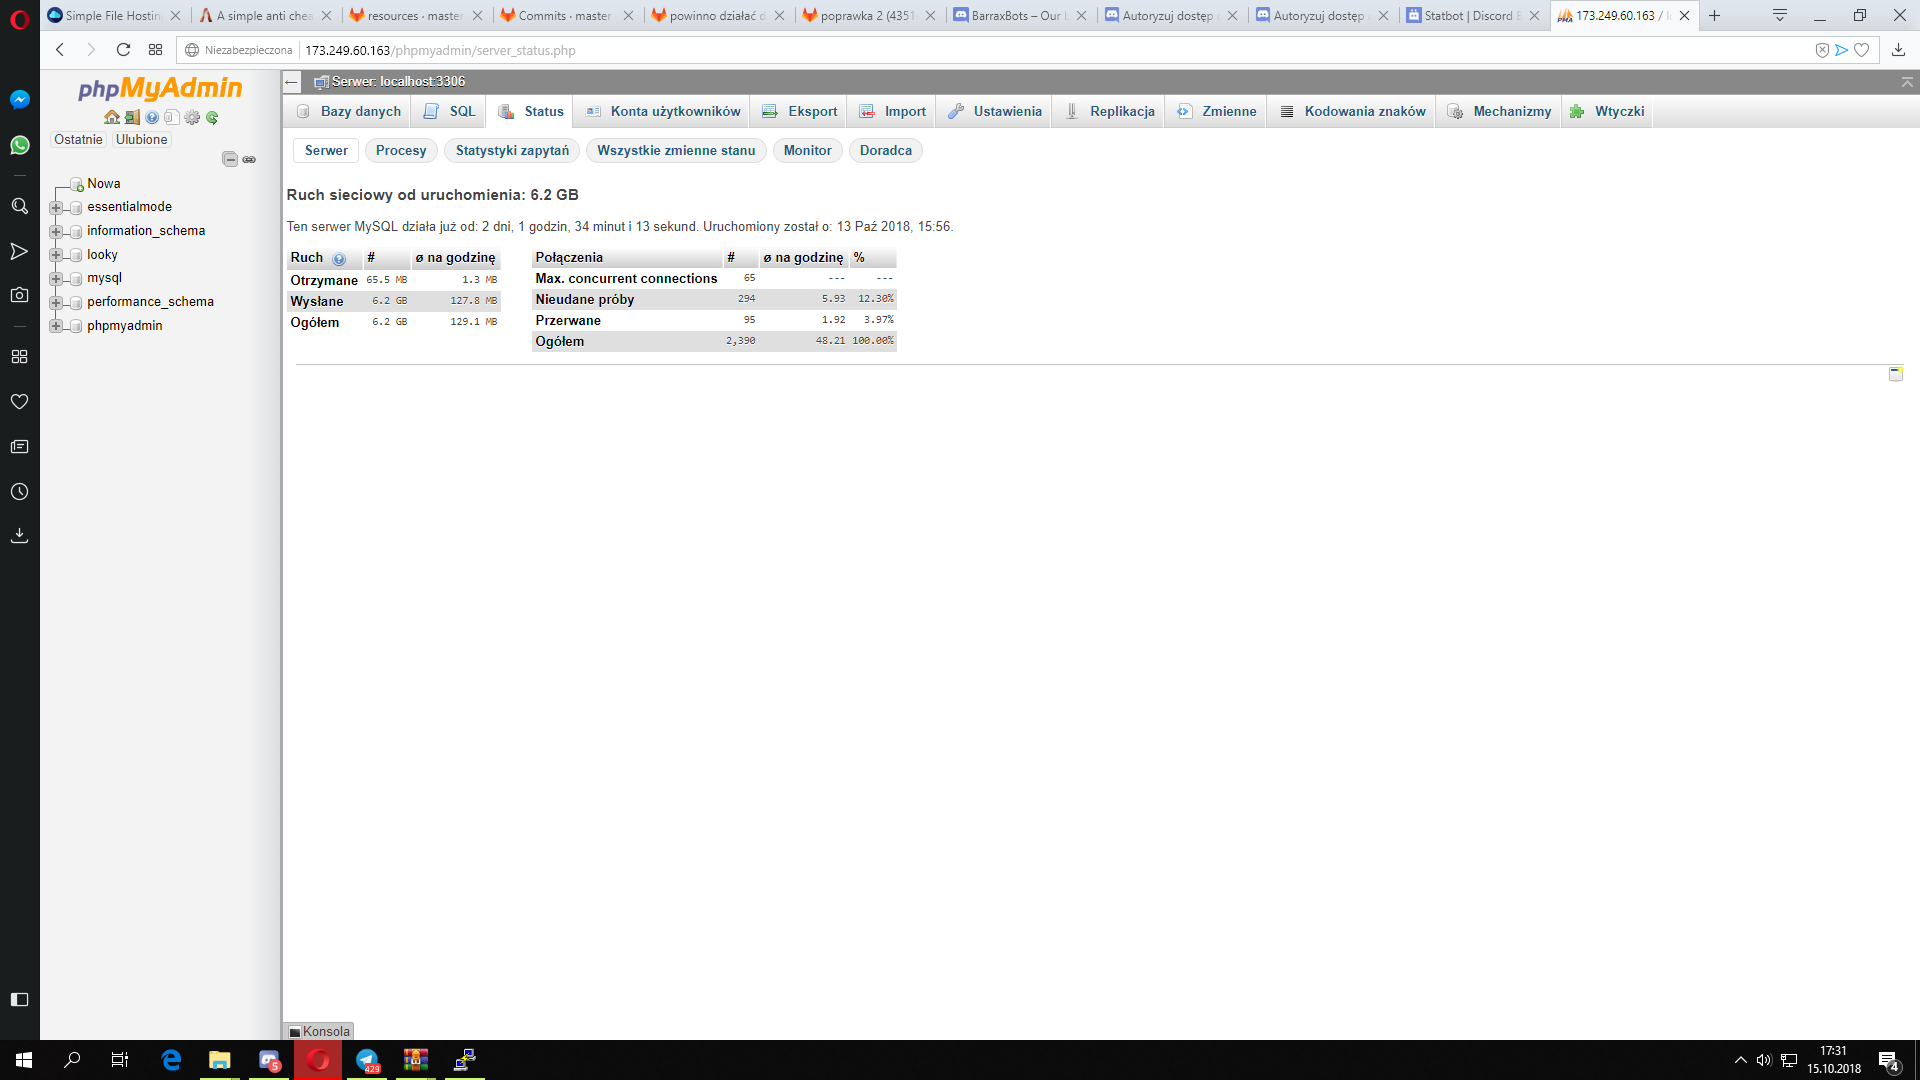 Simple File Hostin
A simple anti chea
resources · master
Commits · master
powinno działać d
poprawka 2 (4351
BarraxBots – Our b
Autoryzuj dostęp
Autoryzuj dostęp
Statbot | Discord B
173.249.60.163 / l
Niezabezpieczona
173.249.60.163/phpmyadmin/server_status.php
phpMyAdmin
Ostatnie Ulubione
Nowa
essentialmode
information_schema
looky
mysql
performance_schema
phpmyadmin
Serwer: localhost:3306
Bazy danych SQL Status Konta użytkowników Eksport Import Ustawienia Replikacja Zmienne Kodowania znaków Mechanizmy Wtyczki
Serwer Procesy Statystyki zapytań Wszystkie zmienne stanu Monitor Doradca
Ruch sieciowy od uruchomienia: 6.2 GB
Ten serwer MySQL działa już od: 2 dni, 1 godzin, 34 minut i 13 sekund. Uruchomiony został o: 13 Paź 2018, 15:56.
Ruch # ø na godzinę
Otrzymane 65.5 MB 1.3 MB
Wysłane 6.2 GB 127.8 MB
Ogółem 6.2 GB 129.1 MB
Połączenia # ø na godzinę %
Max. concurrent connections 65 --- ---
Nieudane próby 294 5.93 12.30%
Przerwane 95 1.92 3.97%
Ogółem 2,390 48.21 100.00%
Konsola
5
429
17:31
15.10.2018
4